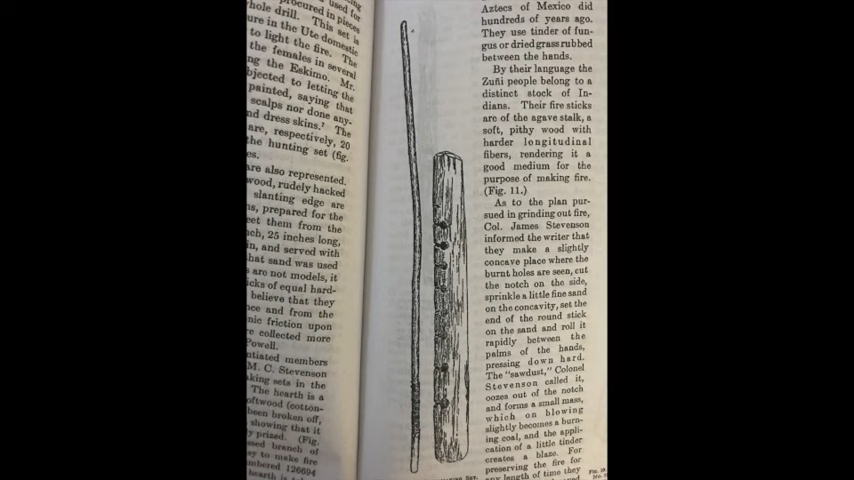 used for
procured in pieces
hole drill. This set is
ure in the Ute domestic
to light the fire. The
the females in several
ng the Eskimo. Mr.
bjected to letting the
painted, saying that
scalps nor done any-
nd dress skins.⁷ The
are, respectively, 20
the hunting set (fig.
es.
are also represented.
wood, rudely hacked
slanting edge are
ns, prepared for the
eet them from the
nch, 25 inches long,
n, and served with
hat sand was used
s are not models, it
icks of equal hard-
believe that they
nce and from the
nic friction upon
re collected more
Powell.
ntiated members
M. C. Stevenson
king sets in the
The hearth is a
oftwood (cotton-
been broken off,
showing that it
y prized. (Fig.
ssed branch of
ey to make fire
mbered 126694
hearth is
Aztecs of Mexico did
hundreds of years ago.
They use tinder of fun-
gus or dried grass rubbed
between the hands.
By their language the
Zuñi people belong to a
distinct stock of In-
dians. Their fire sticks
are of the agave stalk, a
soft, pithy wood with
harder longitudinal
fibers, rendering it a
good medium for the
purpose of making fire.
(Fig. 11.)
As to the plan pur-
sued in grinding out fire,
Col. James Stevenson
informed the writer that
they make a slightly
concave place where the
burnt holes are seen, cut
the notch on the side,
sprinkle a little fine sand
on the concavity, set the
end of the round stick
on the sand and roll it
rapidly between the
palms of the hands,
pressing down hard.
The "sawdust," Colonel
Stevenson called it,
oozes out of the notch
and forms a small mass,
which on blowing
slightly becomes a burn-
ing coal, and the appli-
cation of a little tinder
creates a blaze. For
preserving the fire for
any length of time they